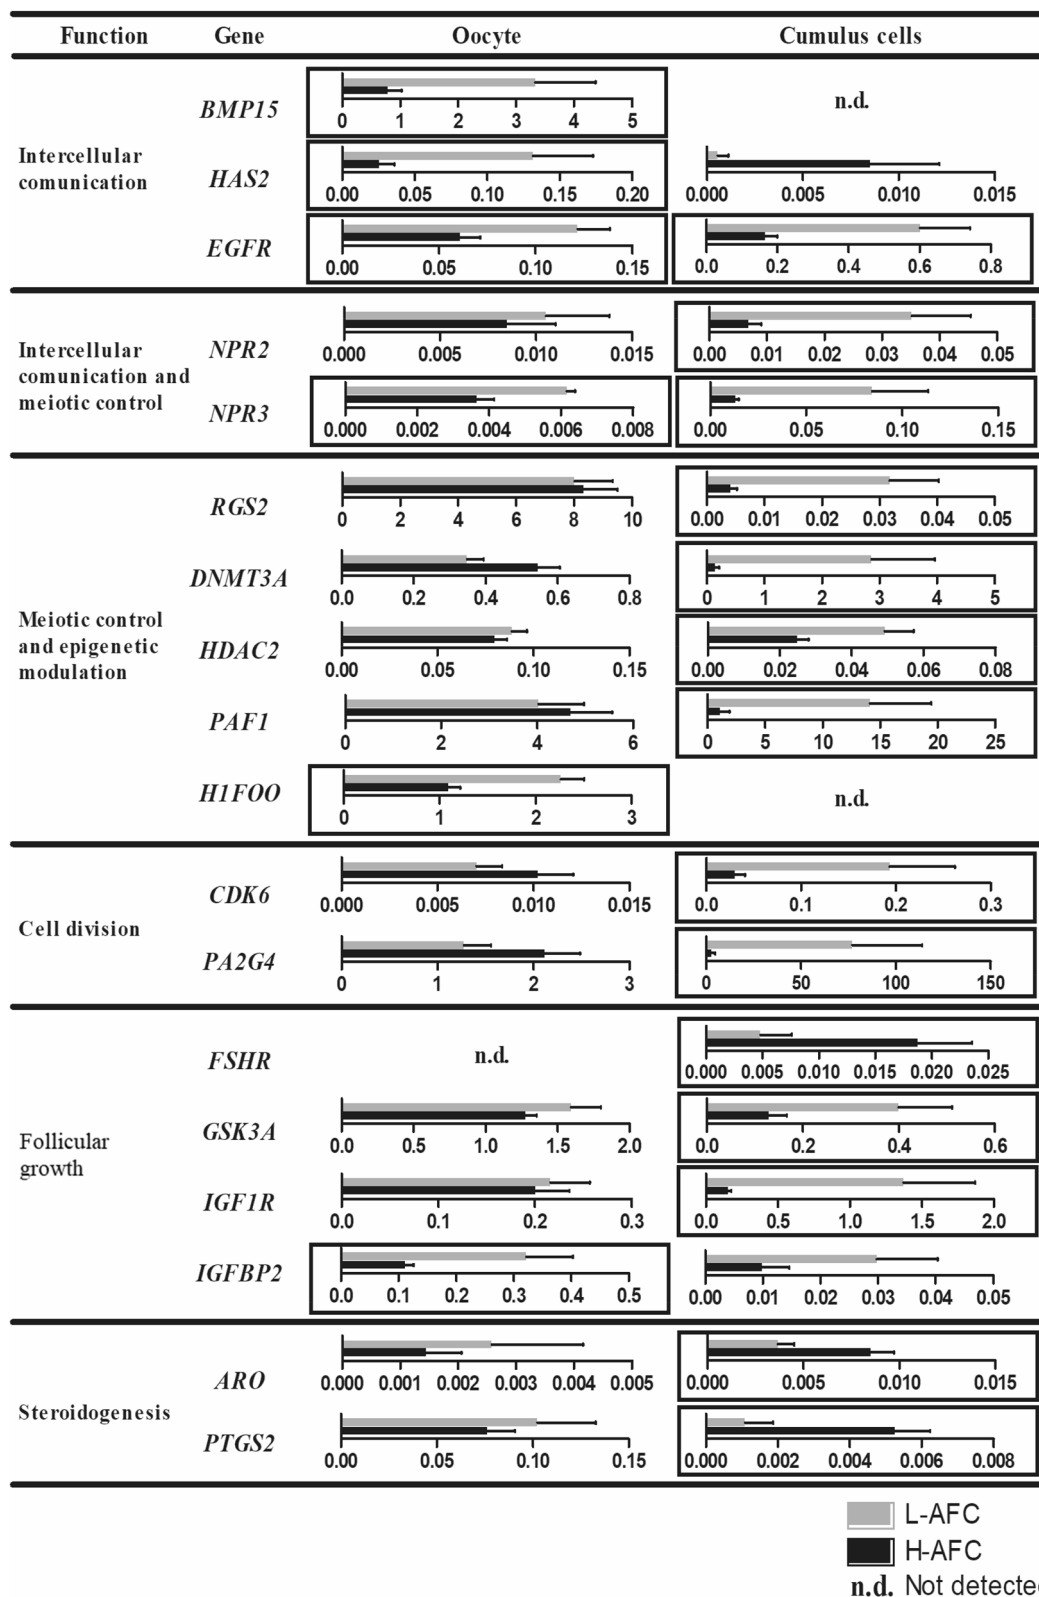 Function Gene Oocyte Cumulus cells
BMP15
0 1 2 3 4 5
n.d.
Intercellular
comunication
HAS2
0.00 0.05 0.10 0.15 0.20
0.000 0.005 0.010 0.015
EGFR
0.00 0.05 0.10 0.15
0.0 0.2 0.4 0.6 0.8
Intercellular
comunication and
meiotic control
NPR2
0.000 0.005 0.010 0.015
0.00 0.01 0.02 0.03 0.04 0.05
NPR3
0.000 0.002 0.004 0.006 0.008
0.00 0.05 0.10 0.15
Meiotic control
and epigenetic
modulation
RGS2
0 2 4 6 8 10
0.00 0.01 0.02 0.03 0.04 0.05
DNMT3A
0.0 0.2 0.4 0.6 0.8
0 1 2 3 4 5
HDAC2
0.00 0.05 0.10 0.15
0.00 0.02 0.04 0.06 0.08
PAF1
0 2 4 6
0 5 10 15 20 25
H1FOO
0 1 2 3
n.d.
Cell division
CDK6
0.000 0.005 0.010 0.015
0.0 0.1 0.2 0.3
PA2G4
0 1 2 3
0 50 100 150
Follicular
growth
FSHR
n.d.
0.000 0.005 0.010 0.015 0.020 0.025
GSK3A
0.0 0.5 1.0 1.5 2.0
0.0 0.2 0.4 0.6
IGF1R
0.0 0.1 0.2 0.3
0.0 0.5 1.0 1.5 2.0
IGFBP2
0.0 0.1 0.2 0.3 0.4 0.5
0.00 0.01 0.02 0.03 0.04 0.05
Steroidogenesis
ARO
0.000 0.001 0.002 0.003 0.004 0.005
0.000 0.005 0.010 0.015
PTGS2
0.00 0.05 0.10 0.15
0.000 0.002 0.004 0.006 0.008
L-AFC
H-AFC
n.d. Not detected